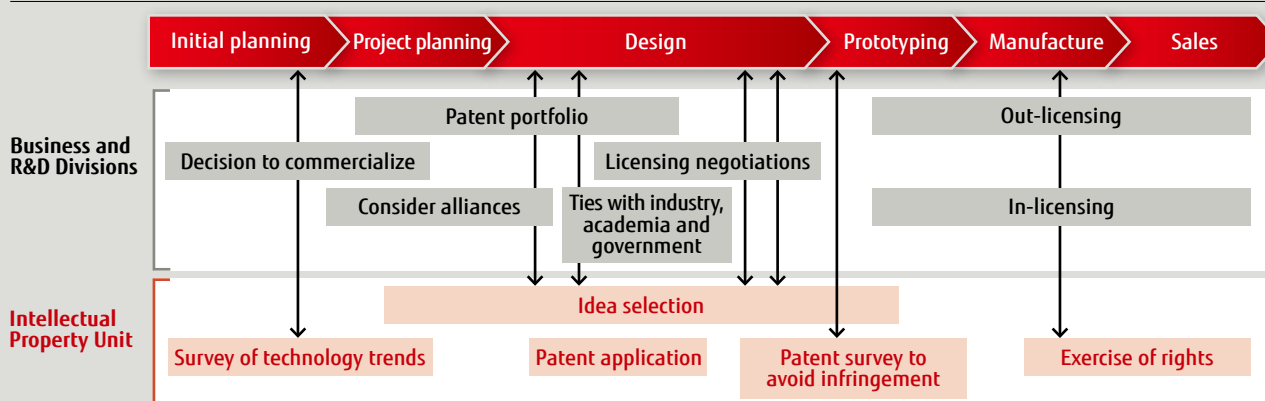 Initial planning
Project planning
Design
Prototyping
Manufacture
Sales
Business and
R&D Divisions
Patent portfolio
Out-licensing
Decision to commercialize
Licensing negotiations
Consider alliances
Ties with industry,
academia and
government
In-licensing
Intellectual
Property Unit
Idea selection
Survey of technology trends
Patent application
Patent survey to
avoid infringement
Exercise of rights